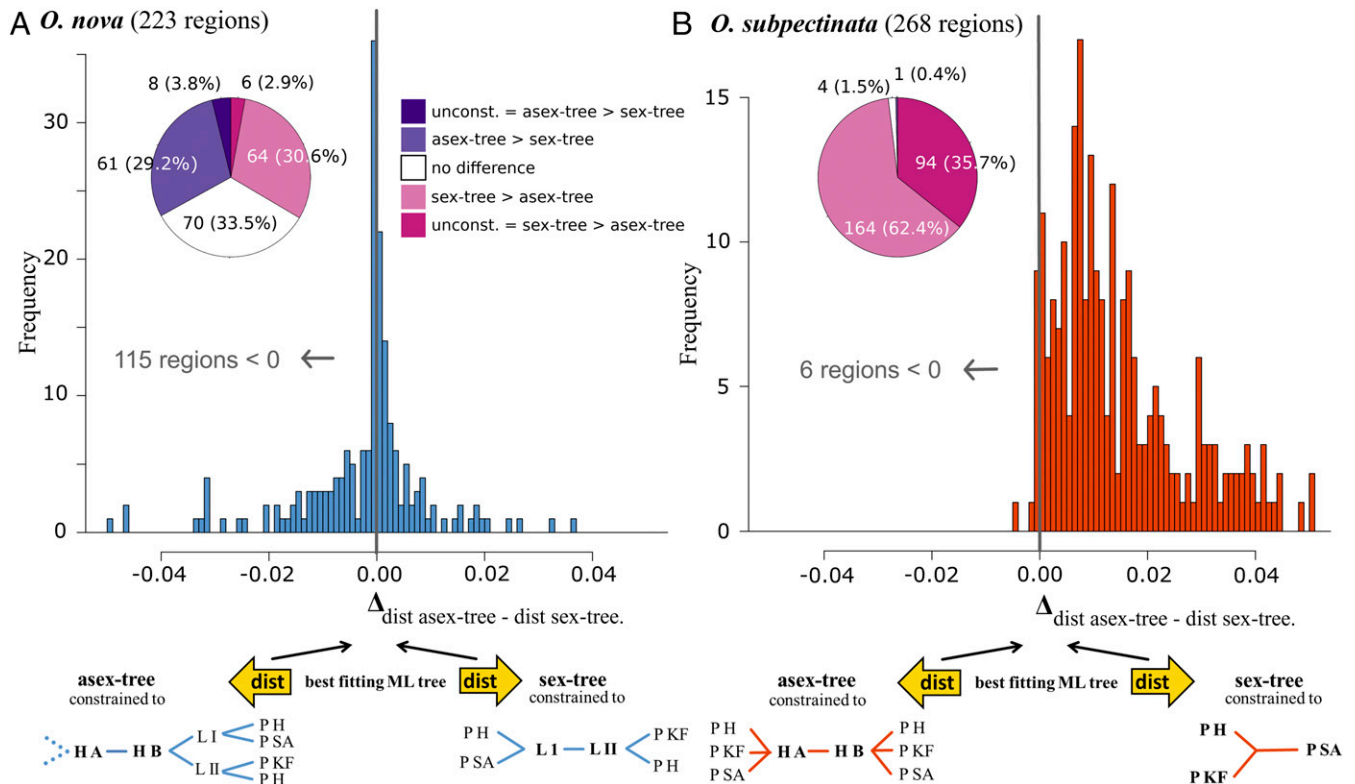 A O. nova (223 regions)
8 (3.8%)
6 (2.9%)
61 (29.2%)
64 (30.6%)
70 (33.5%)
unconst. = asex-tree > sex-tree
asex-tree > sex-tree
no difference
sex-tree > asex-tree
unconst. = sex-tree > asex-tree
Frequency
30
20
10
0
115 regions < 0 ←
-0.04 -0.02 0.00 0.02 0.04
Δ dist asex-tree - dist sex-tree.
asex-tree
constrained to
dist
best fitting ML tree
dist
sex-tree
constrained to
H A
H B
L I
L II
P H
P SA
P KF
P H
P H
P SA
L 1
L II
P KF
P H
B O. subpectinata (268 regions)
4 (1.5%)
1 (0.4%)
94 (35.7%)
164 (62.4%)
Frequency
15
10
5
0
6 regions < 0 ←
-0.04 -0.02 0.00 0.02 0.04
Δ dist asex-tree - dist sex-tree.
asex-tree
constrained to
dist
best fitting ML tree
dist
sex-tree
constrained to
P H
P KF
P SA
H A
H B
P H
P KF
P SA
P H
P KF
P SA